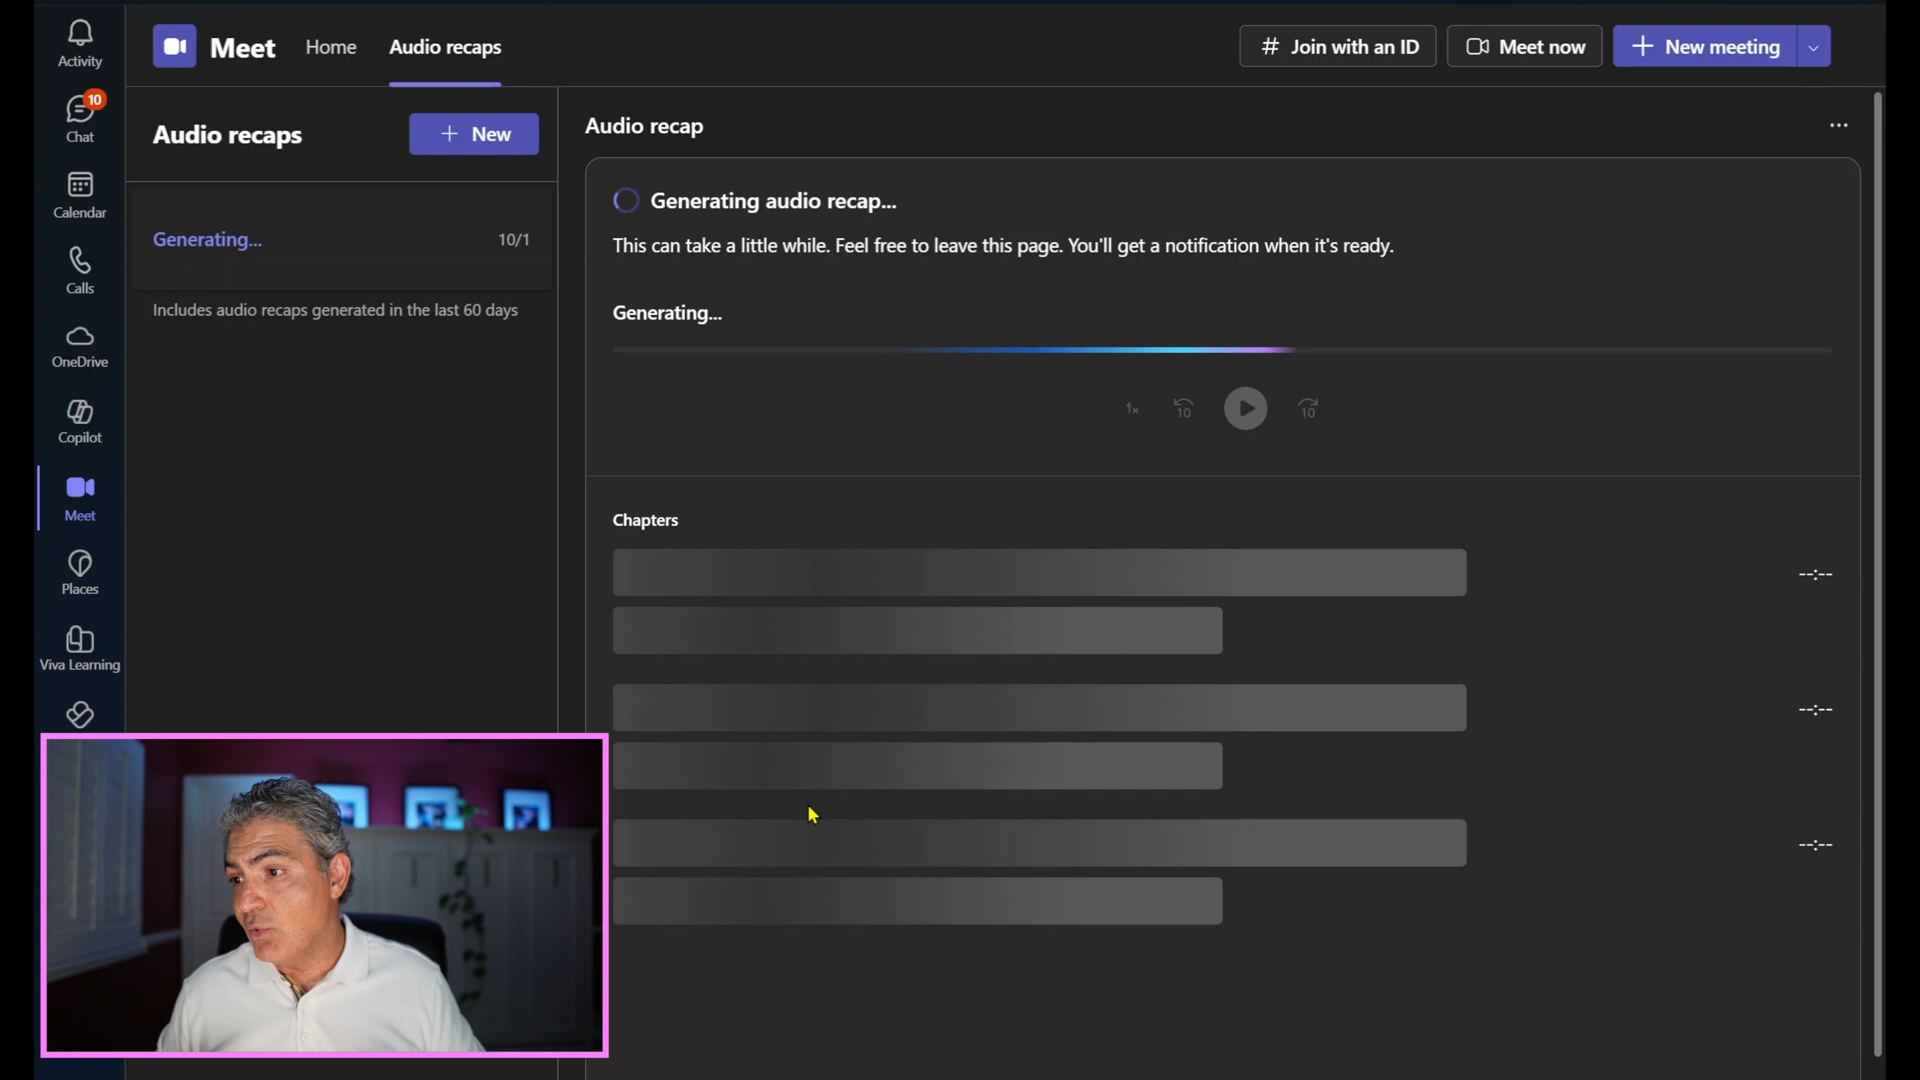 Activity
10
Chat
Calendar
Calls
OneDrive
Copilot
Meet
Places
Viva Learning
Meet
Home
Audio recaps
# Join with an ID
Meet now
+ New meeting
Audio recaps
+ New
Generating...
10/1
Includes audio recaps generated in the last 60 days
Audio recap
...
Generating audio recap...
This can take a little while. Feel free to leave this page. You'll get a notification when it's ready.
Generating...
1x
10
10
Chapters
--:--
--:--
--:--